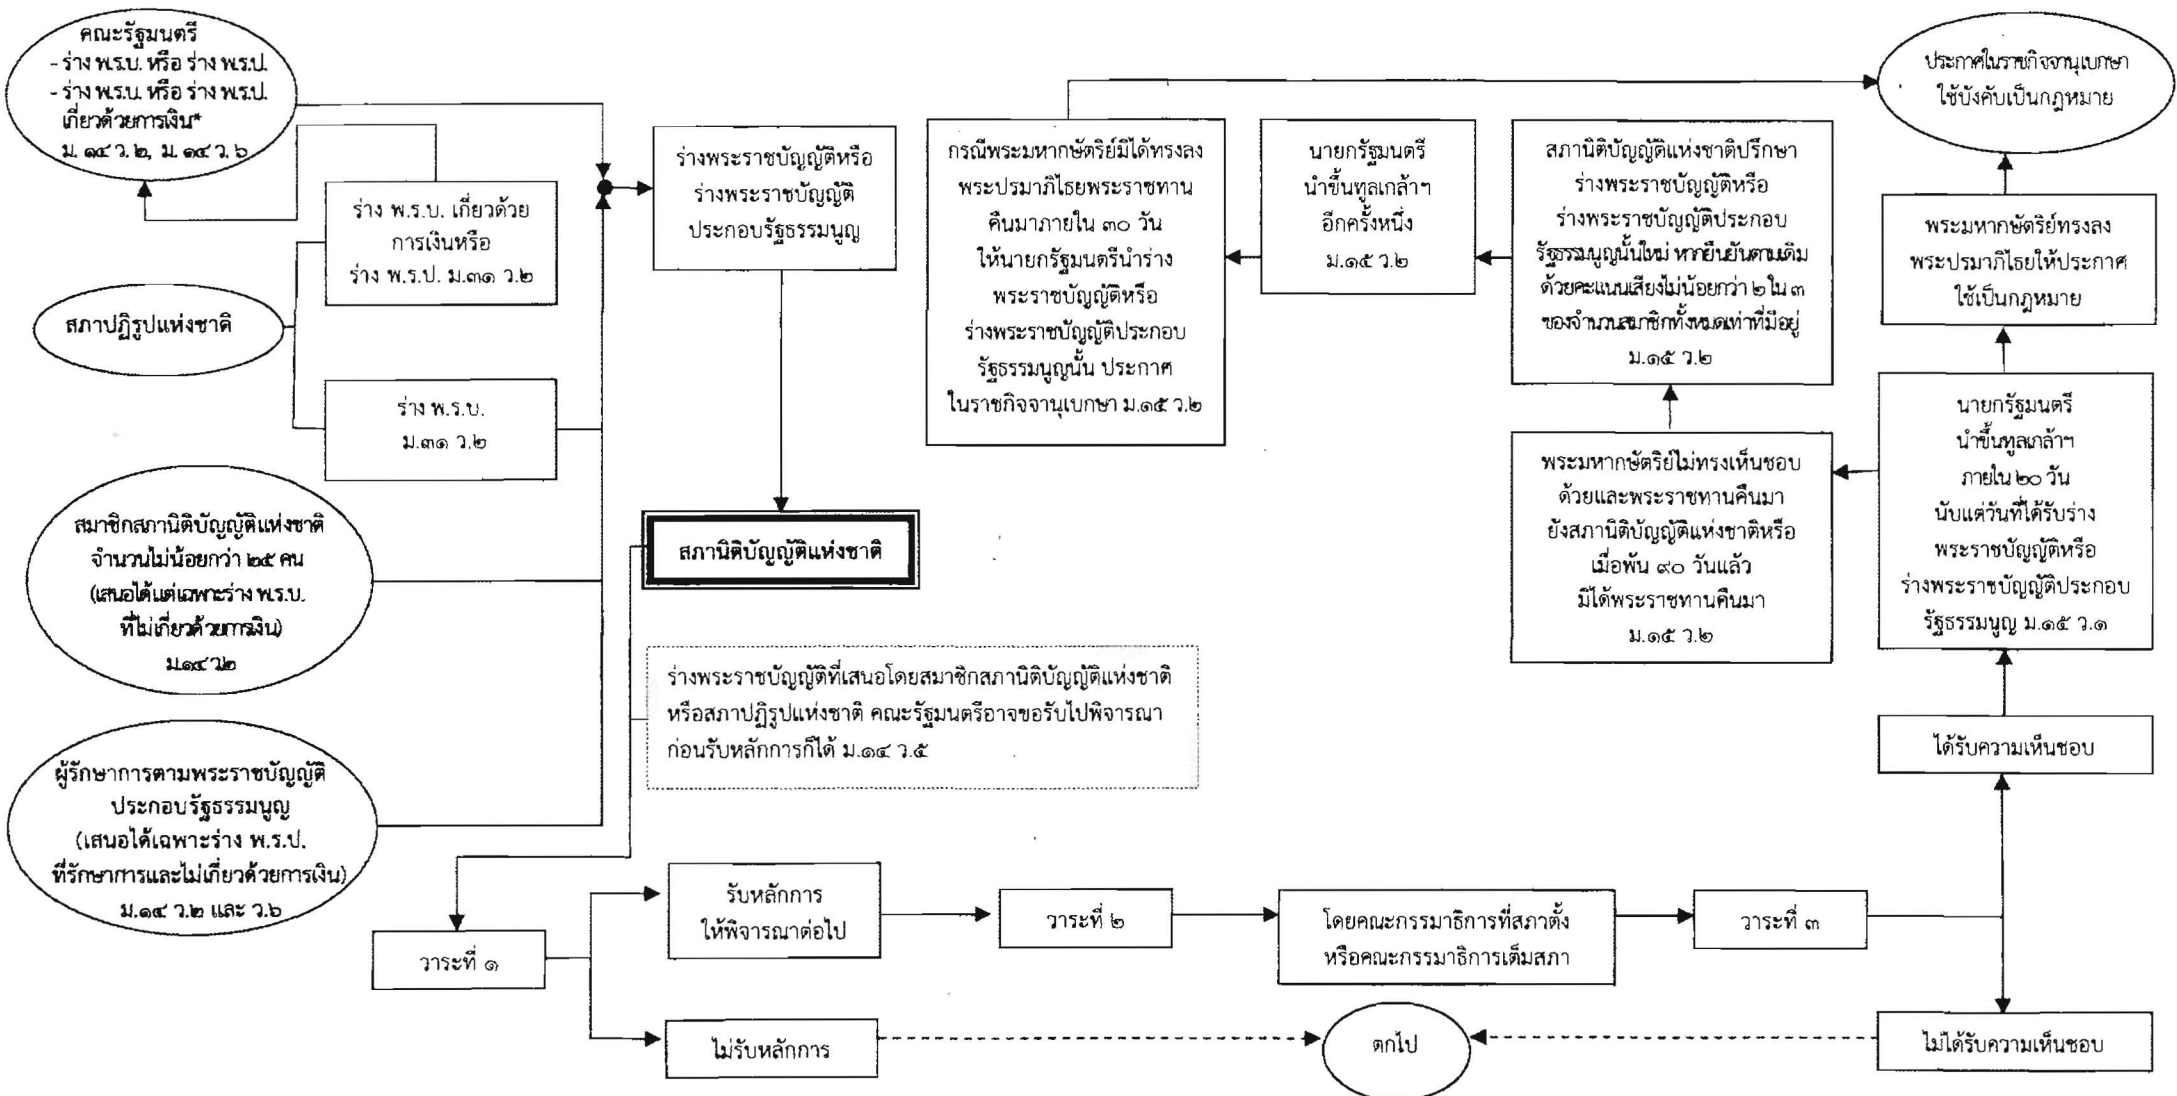 คณะรัฐมนตรี
- ร่าง พ.ร.บ. หรือ ร่าง พ.ร.ป.
- ร่าง พ.ร.บ. หรือ ร่าง พ.ร.ป.
เกี่ยวด้วยการเงิน*
ม. ๑๔ ว. ๒, ม. ๑๔ ว. ๖
ร่าง พ.ร.บ. เกี่ยวด้วย
การเงินหรือ
ร่าง พ.ร.ป. ม.๓๑ ว.๒
สภาปฏิรูปแห่งชาติ
ร่าง พ.ร.บ.
ม.๓๑ ว.๒
สมาชิกสภานิติบัญญัติแห่งชาติ
จำนวนไม่น้อยกว่า ๒๕ คน
(เสนอได้แต่เฉพาะร่าง พ.ร.บ.
ที่ไม่เกี่ยวด้วยการเงิน)
ม.๑๔ ว๒
ผู้รักษาการตามพระราชบัญญัติ
ประกอบรัฐธรรมนูญ
(เสนอได้เฉพาะร่าง พ.ร.ป.
ที่รักษาการและไม่เกี่ยวด้วยการเงิน)
ม.๑๔ ว.๒ และ ว.๖
ร่างพระราชบัญญัติหรือ
ร่างพระราชบัญญัติ
ประกอบรัฐธรรมนูญ
สภานิติบัญญัติแห่งชาติ
ร่างพระราชบัญญัติที่เสนอโดยสมาชิกสภานิติบัญญัติแห่งชาติ
หรือสภาปฏิรูปแห่งชาติ คณะรัฐมนตรีอาจขอรับไปพิจารณา
ก่อนรับหลักการก็ได้ ม.๑๔ ว.๕
วาระที่ ๑
รับหลักการ
ให้พิจารณาต่อไป
ไม่รับหลักการ
วาระที่ ๒
โดยคณะกรรมาธิการที่สภาตั้ง
หรือคณะกรรมาธิการเต็มสภา
วาระที่ ๓
ตกไป
ไม่ได้รับความเห็นชอบ
ได้รับความเห็นชอบ
นายกรัฐมนตรี
นำขึ้นทูลเกล้าฯ
ภายใน ๒๐ วัน
นับแต่วันที่ได้รับร่าง
พระราชบัญญัติหรือ
ร่างพระราชบัญญัติประกอบ
รัฐธรรมนูญ ม.๑๕ ว.๑
พระมหากษัตริย์ทรงลง
พระปรมาภิไธยให้ประกาศ
ใช้เป็นกฎหมาย
ประกาศในราชกิจจานุเบกษา
ใช้บังคับเป็นกฎหมาย
พระมหากษัตริย์ไม่ทรงเห็นชอบ
ด้วยและพระราชทานคืนมา
ยังสภานิติบัญญัติแห่งชาติหรือ
เมื่อพ้น ๙๐ วันแล้ว
มิได้พระราชทานคืนมา
ม.๑๕ ว.๒
สภานิติบัญญัติแห่งชาติปรึกษา
ร่างพระราชบัญญัติหรือ
ร่างพระราชบัญญัติประกอบ
รัฐธรรมนูญนั้นใหม่ หากยืนยันตามเดิม
ด้วยคะแนนเสียงไม่น้อยกว่า ๒ ใน ๓
ของจำนวนสมาชิกทั้งหมดเท่าที่มีอยู่
ม.๑๕ ว.๒
นายกรัฐมนตรี
นำขึ้นทูลเกล้าฯ
อีกครั้งหนึ่ง
ม.๑๕ ว.๒
กรณีพระมหากษัตริย์มิได้ทรงลง
พระปรมาภิไธยพระราชทาน
คืนมาภายใน ๓๐ วัน
ให้นายกรัฐมนตรีนำร่าง
พระราชบัญญัติหรือ
ร่างพระราชบัญญัติประกอบ
รัฐธรรมนูญนั้น ประกาศ
ในราชกิจจานุเบกษา ม.๑๕ ว.๒